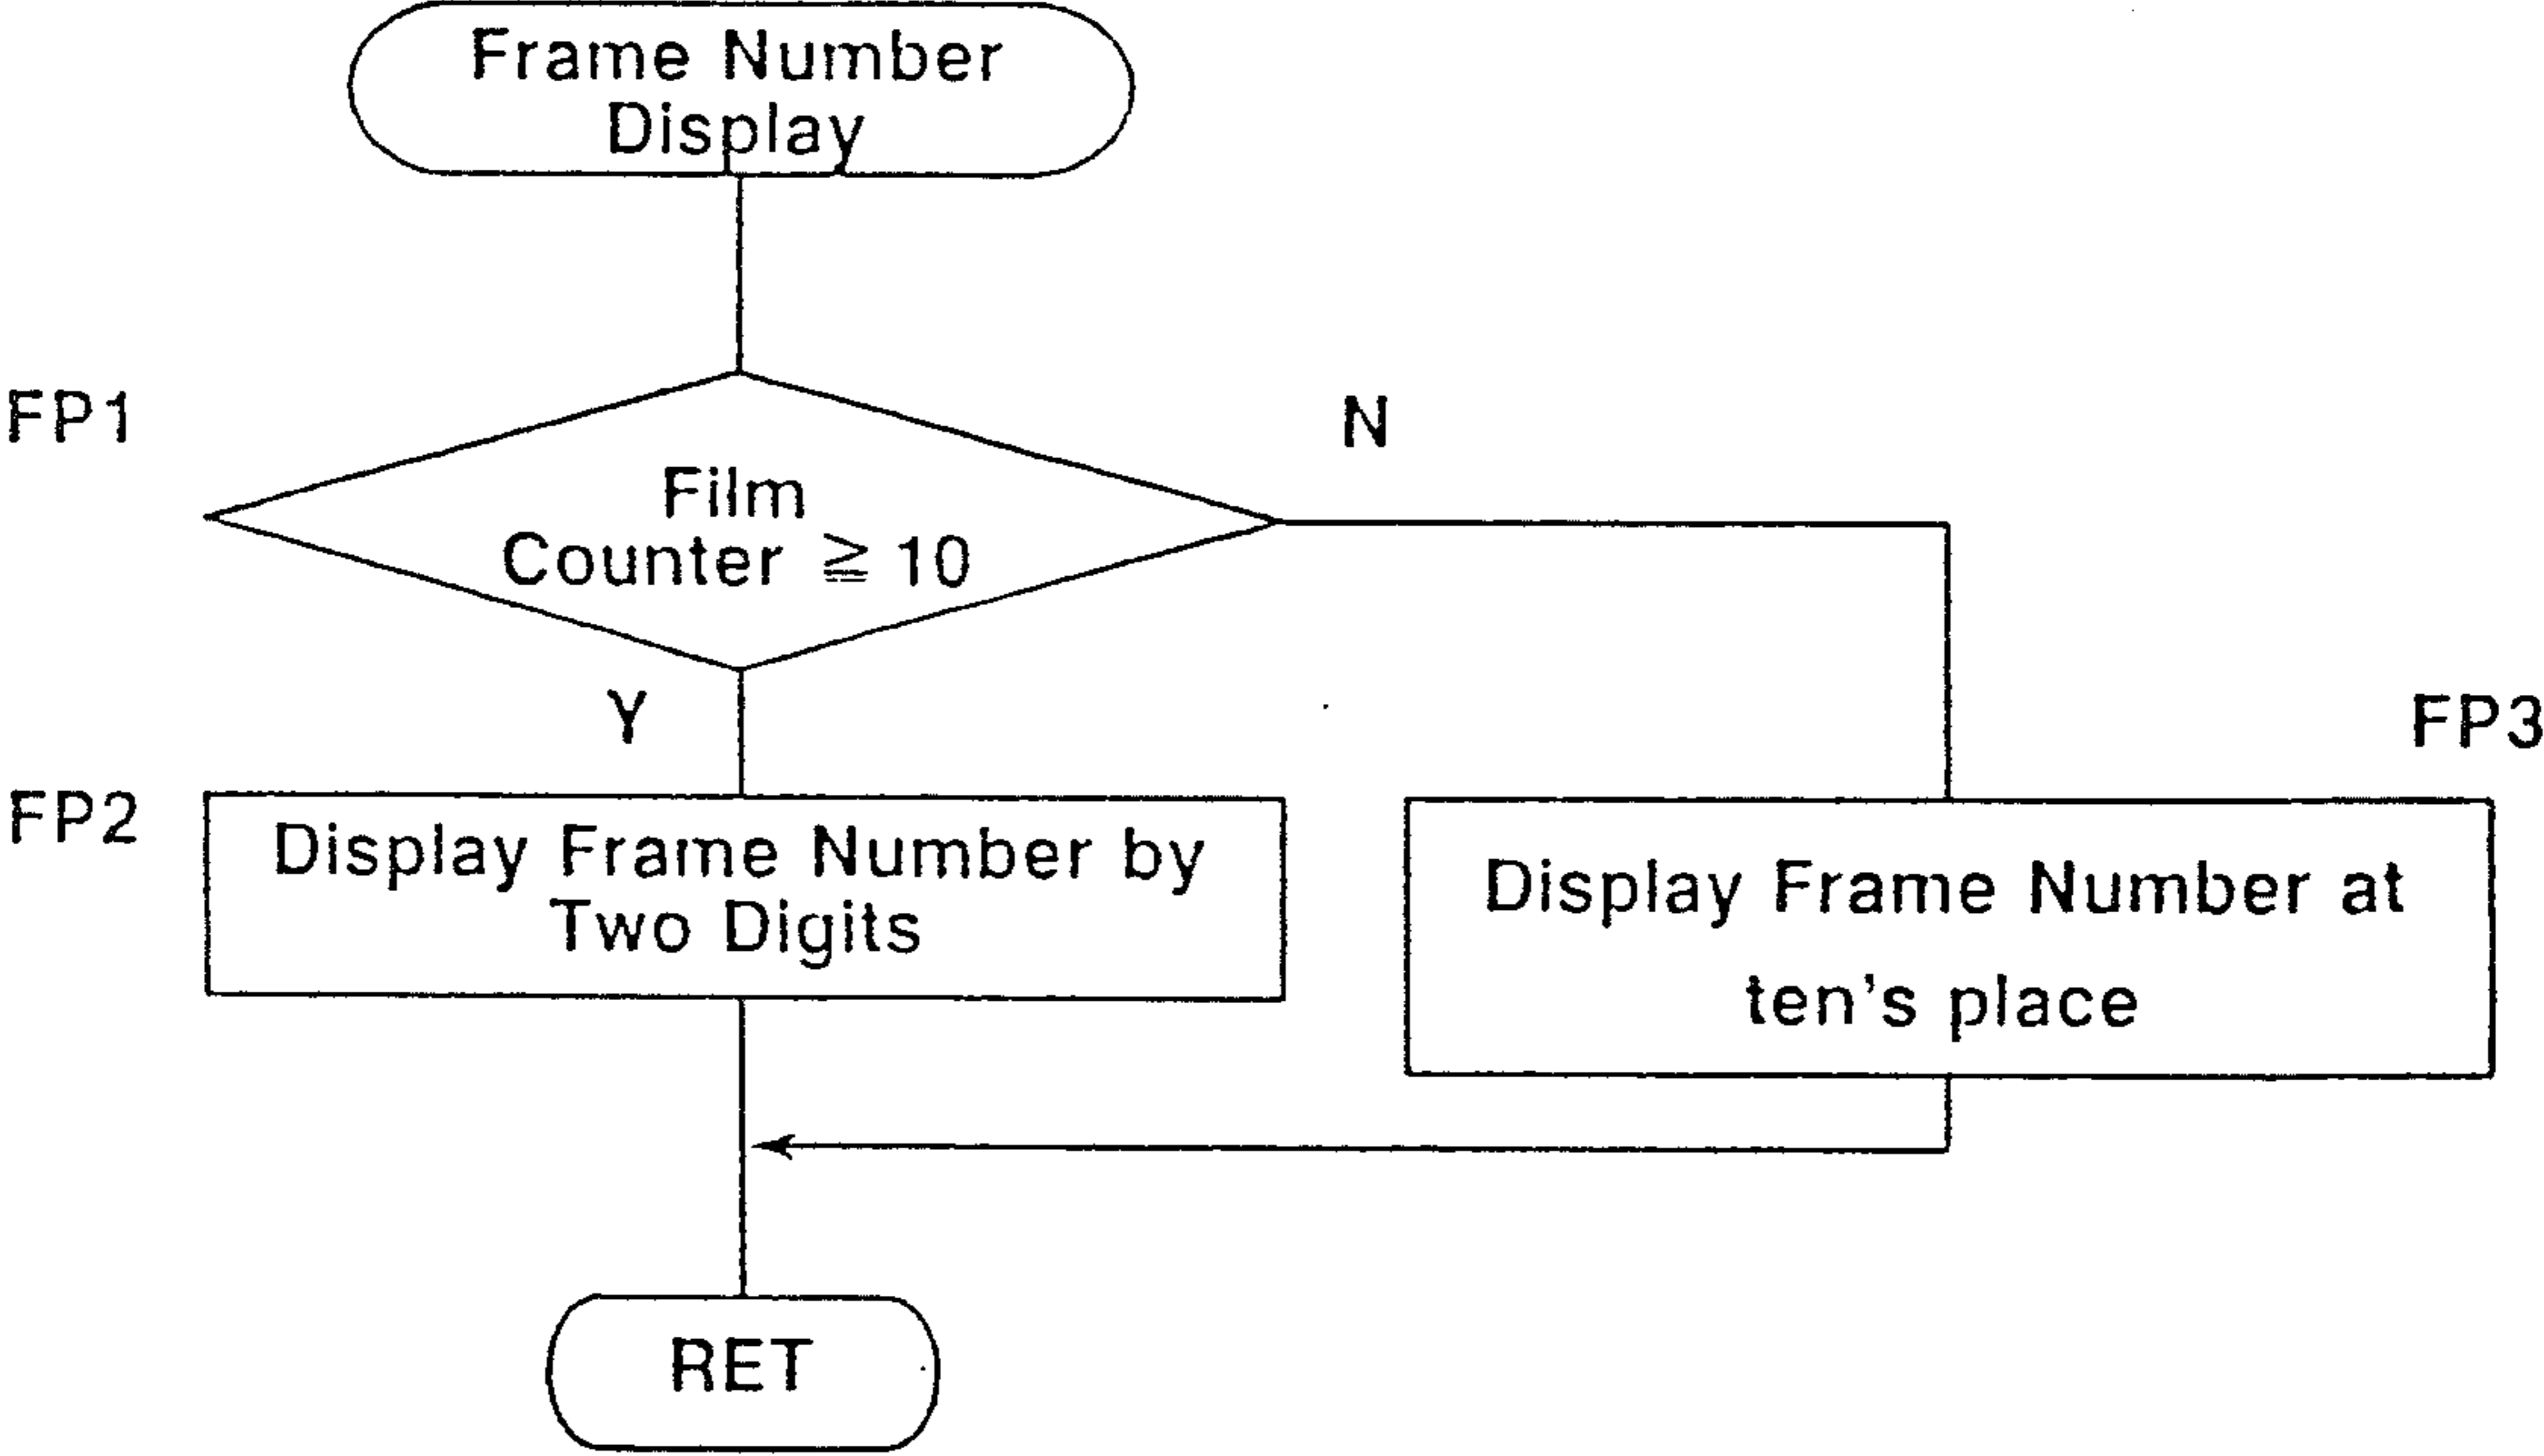 Frame Number
Display
FP1
N
Film
Counter ≧ 10
Y
FP3
FP2
Display Frame Number by
Two Digits
Display Frame Number at
ten's place
RET